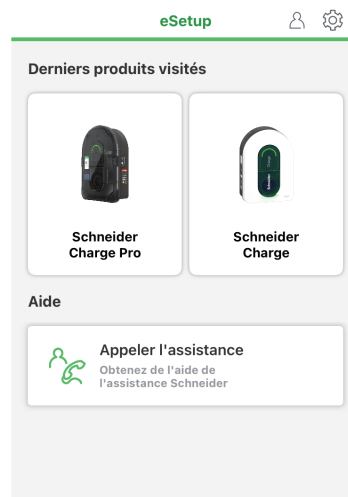 eSetup
Derniers produits visités
Schneider
Charge Pro
Schneider
Charge
Aide
Appeler l'assistance
Obtenez de l'aide de
l'assistance Schneider